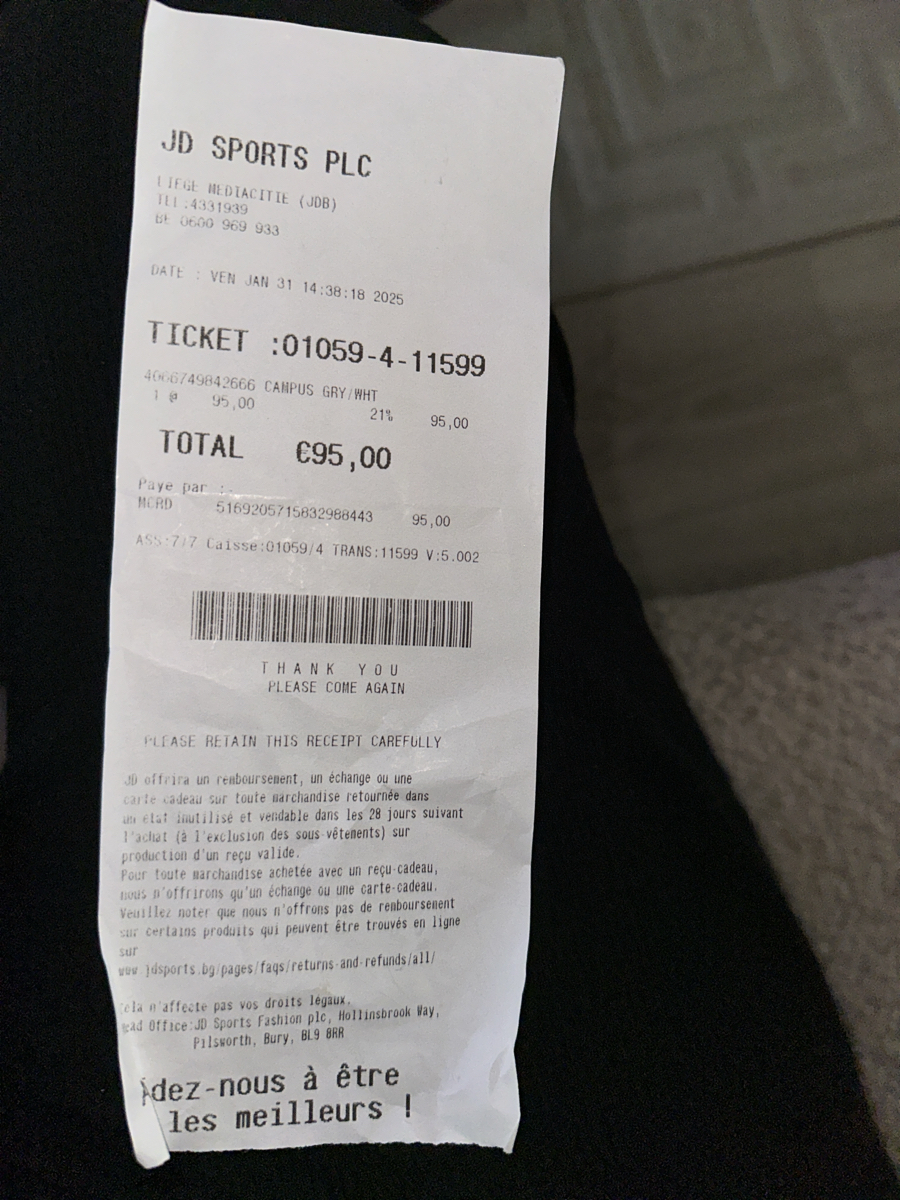 JD SPORTS PLC
LIEGE MEDIACITIE (JDB)
TEL:4331939
BE 0600 969 933
DATE : VEN JAN 31 14:38:18 2025
TICKET :01059-4-11599
4066749842666 CAMPUS GRY/WHT
1 @ 95,00 21% 95,00
TOTAL €95,00
Paye par :-
MCRD 5169205715832988443 95,00
ASS:7/7 Caisse:01059/4 TRANS:11599 V:5.002
THANK YOU
PLEASE COME AGAIN
PLEASE RETAIN THIS RECEIPT CAREFULLY
JD offrira un remboursement, un échange ou une
carte cadeau sur toute marchandise retournée dans
un état inutilisé et vendable dans les 28 jours suivant
l'achat (à l'exclusion des sous-vêtements) sur
production d'un reçu valide.
Pour toute marchandise achetée avec un reçu-cadeau,
nous n'offrirons qu'un échange ou une carte-cadeau.
Veuillez noter que nous n'offrons pas de remboursement
sur certains produits qui peuvent être trouvés en ligne
sur
www.jdsports.bg/pages/faqs/returns-and-refunds/all/
ela n'affecte pas vos droits légaux.
ead Office:JD Sports Fashion plc, Hollinsbrook Way,
Pilsworth, Bury, BL9 8RR
dez-nous à être
les meilleurs !